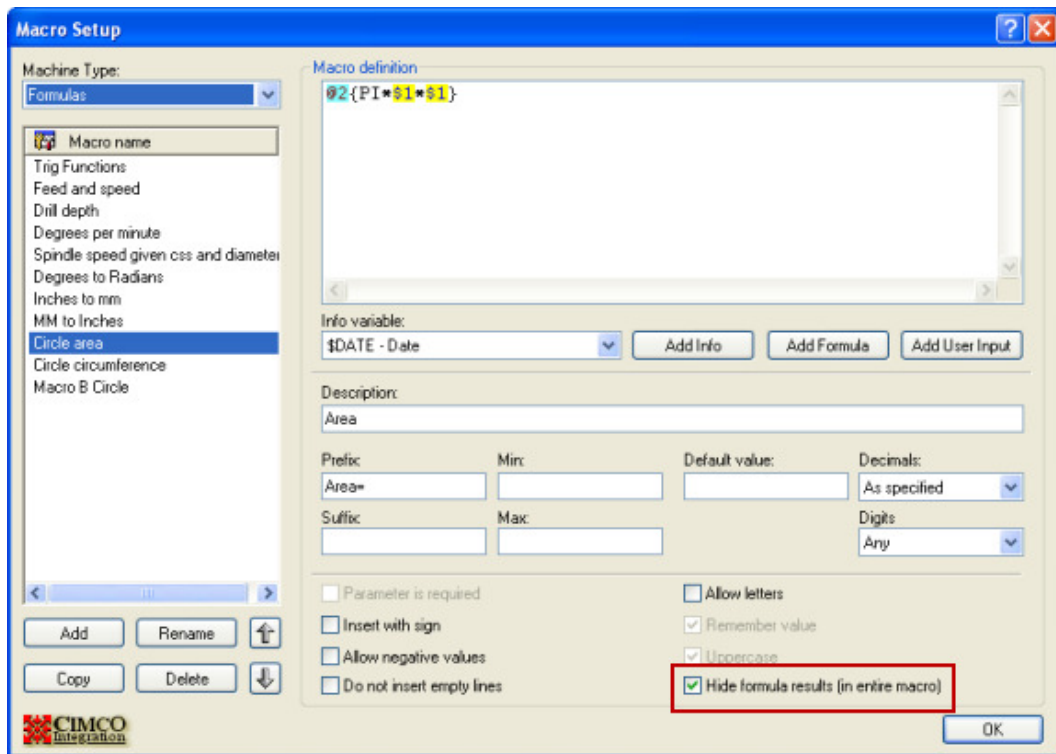 Macro Setup
Machine Type:
Formulas
Macro name
Trig Functions
Feed and speed
Drill depth
Degrees per minute
Spindle speed given css and diameter
Degrees to Radians
Inches to mm
MM to Inches
Circle area
Circle circumference
Macro B Circle
Add
Rename
Copy
Delete
CIMCO
Integration
Macro definition
@2{PI*$1*$1}
Info variable:
$DATE - Date
Add Info
Add Formula
Add User Input
Description:
Area
Prefix:
Min:
Default value:
Decimals:
Area=
As specified
Suffix:
Max:
Digits
Any
Parameter is required
Allow letters
Insert with sign
Remember value
Allow negative values
Uppercase
Do not insert empty lines
Hide formula results (in entire macro)
OK